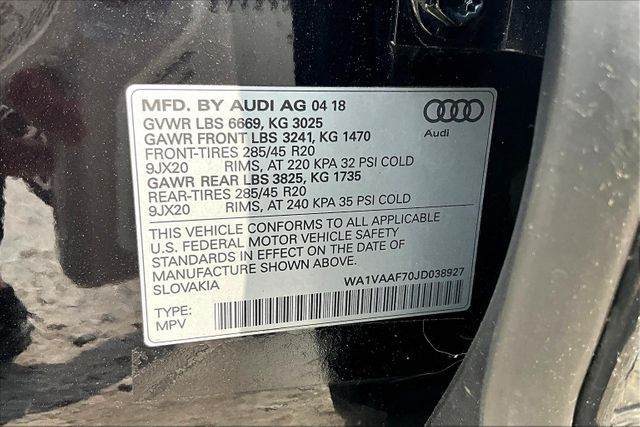 MFD. BY AUDI AG 04 18
GVWR LBS 6669, KG 3025
GAWR FRONT LBS 3241, KG 1470
FRONT-TIRES 285/45 R20
9JX20 RIMS, AT 220 KPA 32 PSI COLD
GAWR REAR LBS 3825, KG 1735
REAR-TIRES 285/45 R20
9JX20 RIMS, AT 240 KPA 35 PSI COLD
Audi
THIS VEHICLE CONFORMS TO ALL APPLICABLE
U.S. FEDERAL MOTOR VEHICLE SAFETY
STANDARDS IN EFFECT ON THE DATE OF
MANUFACTURE SHOWN ABOVE.
SLOVAKIA WA1VAAF70JD038927
TYPE:
MPV